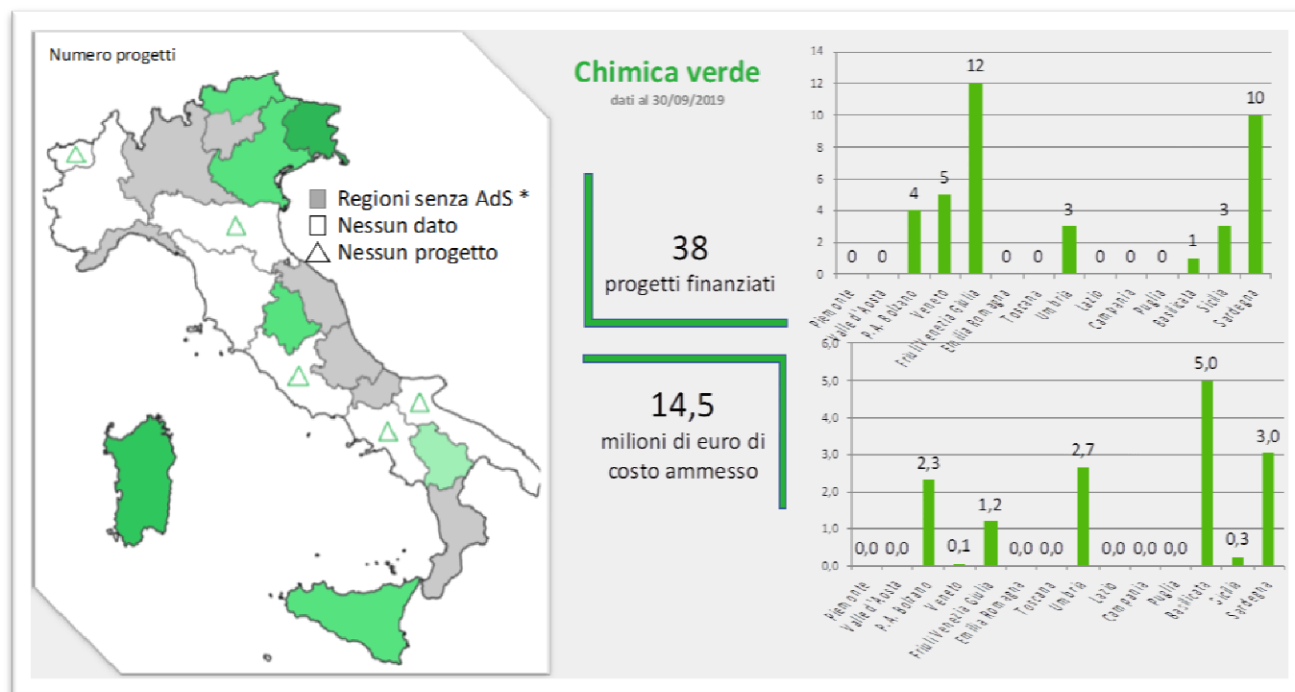 Numero progetti
Regioni senza AdS *
Nessun dato
Nessun progetto
Chimica verde
dati al 30/09/2019
38
progetti finanziati
14,5
milioni di euro di
costo ammesso
14
12
10
8
6
4
2
0
0
0
4
5
12
0
0
3
0
0
0
1
3
10
Piemonte
Valle d'Aosta
P.A. Bolzano
Veneto
Friuli Venezia Giulia
Emilia Romagna
Toscana
Umbria
Lazio
Campania
Puglia
Basilicata
Sicilia
Sardegna
6,0
5,0
4,0
3,0
2,0
1,0
0,0
0,0
0,0
2,3
0,1
1,2
0,0
0,0
2,7
0,0
0,0
0,0
5,0
0,3
3,0
Piemonte
Valle d'Aosta
P.A. Bolzano
Veneto
Friuli Venezia Giulia
Emilia Romagna
Toscana
Umbria
Lazio
Campania
Puglia
Basilicata
Sicilia
Sardegna